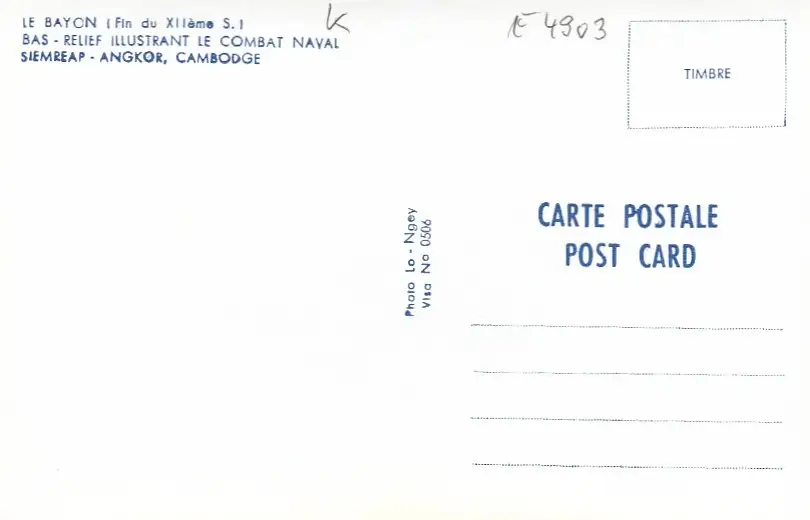 LE BAYON (Fin du XIIème S.)
BAS - RELIEF ILLUSTRANT LE COMBAT NAVAL
SIEMREAP - ANGKOR, CAMBODGE
K
E 4903
TIMBRE
Photo Lo - Ngey
Visa No 0506
CARTE POSTALE
POST CARD